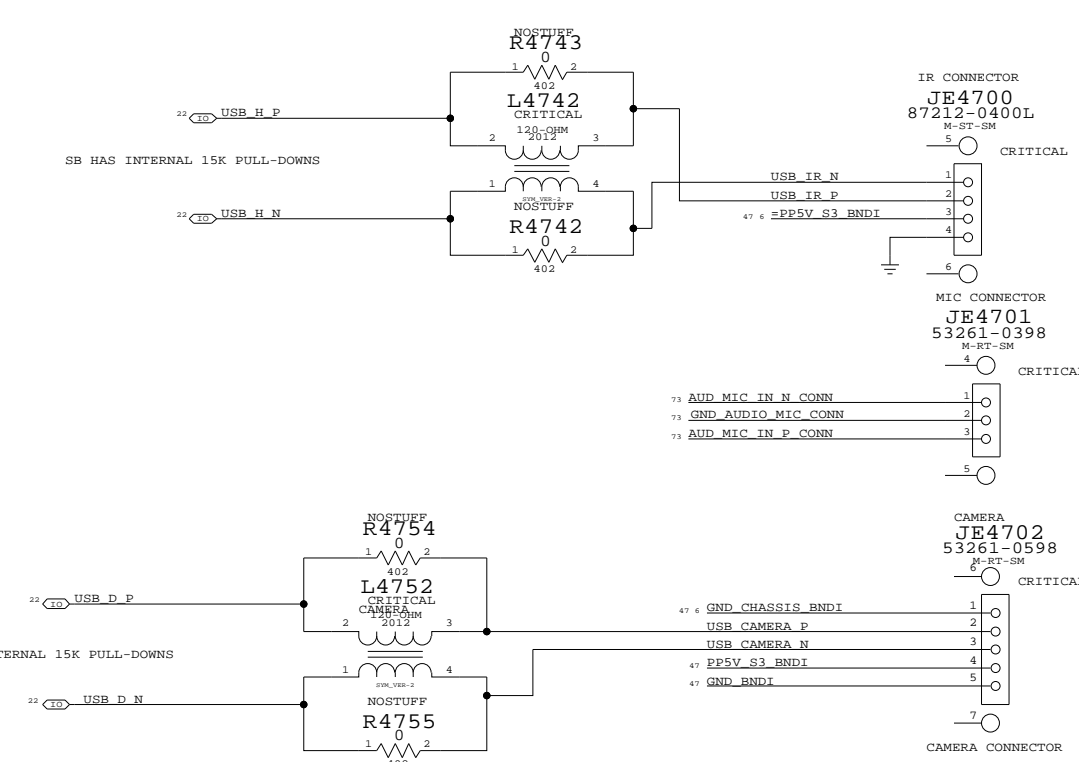 NOSTUFF
R4743
0
1 2
402
L4742
CRITICAL
120-OHM
2012
2 3
22 IO USB_H_P
SB HAS INTERNAL 15K PULL-DOWNS
1 4
SYM_VER-2
NOSTUFF
R4742
0
1 2
402
22 IO USB_H_N
IR CONNECTOR
JE4700
87212-0400L
M-ST-SM
5
CRITICAL
USB_IR_N 1
USB_IR_P 2
47 6 =PP5V_S3_BNDI 3
4
6
MIC CONNECTOR
JE4701
53261-0398
M-RT-SM
4
CRITICAL
73 AUD_MIC_IN_N_CONN 1
73 GND_AUDIO_MIC_CONN 2
73 AUD_MIC_IN_P_CONN 3
5
NOSTUFF
R4754
0
1 2
402
L4752
CRITICAL
CAMERA
120-OHM
2012
2 3
22 IO USB_D_P
TERNAL 15K PULL-DOWNS
1 4
SYM_VER-2
NOSTUFF
R4755
0
1 2
402
22 IO USB_D_N
CAMERA
JE4702
53261-0598
M-RT-SM
6
CRITICAL
47 6 GND_CHASSIS_BNDI 1
USB_CAMERA_P 2
USB_CAMERA_N 3
47 PP5V_S3_BNDI 4
47 GND_BNDI 5
7
CAMERA CONNECTOR